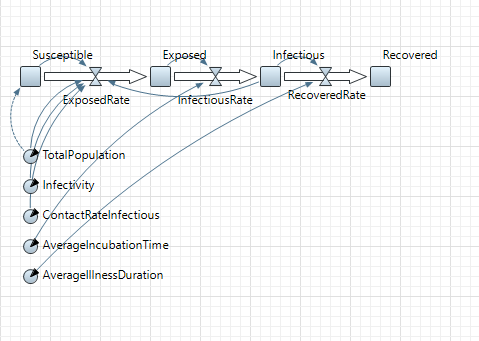 Susceptible
Exposed
Infectious
Recovered
ExposedRate
InfectiousRate
RecoveredRate
TotalPopulation
Infectivity
ContactRateInfectious
AverageIncubationTime
AverageIllnessDuration